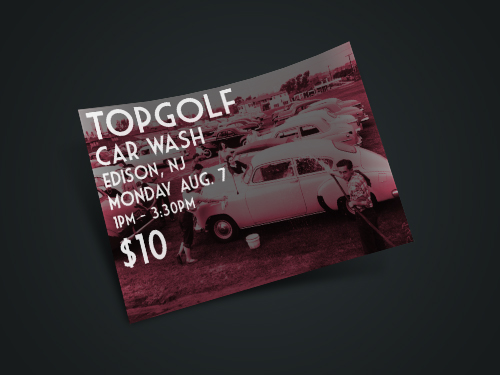 TOPGOLF
CAR WASH
EDISON, NJ
MONDAY AUG. 7
1PM - 3:30PM
$10